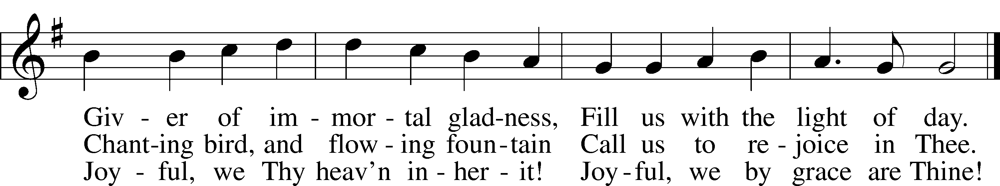 Giv - er of im - mor - tal glad-ness, Fill us with the light of day.
Chant-ing bird, and flow - ing foun-tain Call us to re - joice in Thee.
Joy - ful, we Thy heav'n in - her - it! Joy-ful, we by grace are Thine!